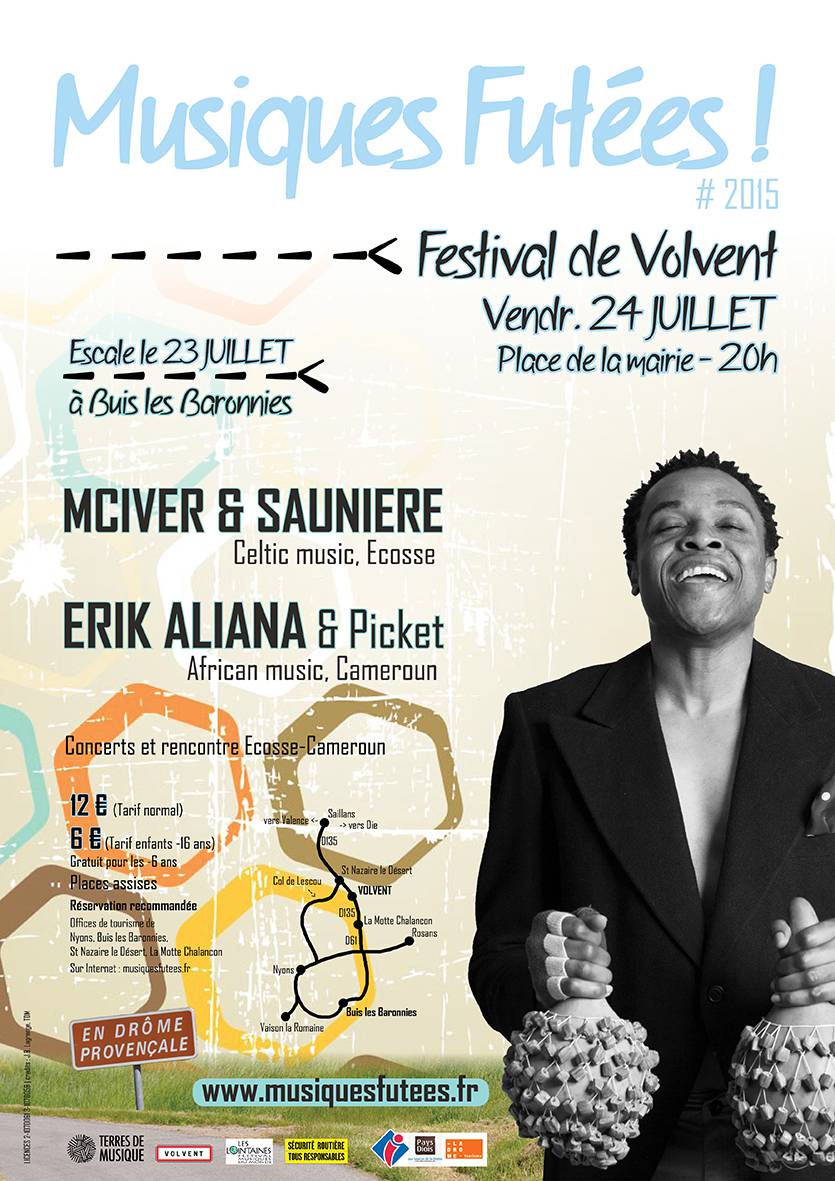 Musiques Futées !
# 2015
Festival de Volvent
Vendr. 24 JUILLET
Place de la mairie - 20h
Escale le 23 JUILLET
à Buis les Baronnies
MCIVER & SAUNIERE
Celtic music, Ecosse
ERIK ALIANA & Picket
African music, Cameroun
Concerts et rencontre Ecosse-Cameroun
12 € (Tarif normal)
6 € (Tarif enfants -16 ans)
Gratuit pour les -6 ans
Places assises
Réservation recommandée
Offices de tourisme de
Nyons, Buis les Baronnies,
St Nazaire le Désert, La Motte Chalancon
Sur Internet : musiquesfutees.fr
Saillans
vers Valence <-
-> vers Die
D135
St Nazaire le Désert
Col de Lescou
VOLVENT
D135
La Motte Chalancon
D61
Rosans
Nyons
Buis les Baronnies
Vaison la Romaine
EN DRÔME
PROVENÇALE
www.musiquesfutees.fr
TERRES DE
MUSIQUE
VOLVENT
LES
LOINTAINES
SÉCURITÉ ROUTIÈRE
TOUS RESPONSABLES
Pays
Diois
LA
DRO
ME - tourisme